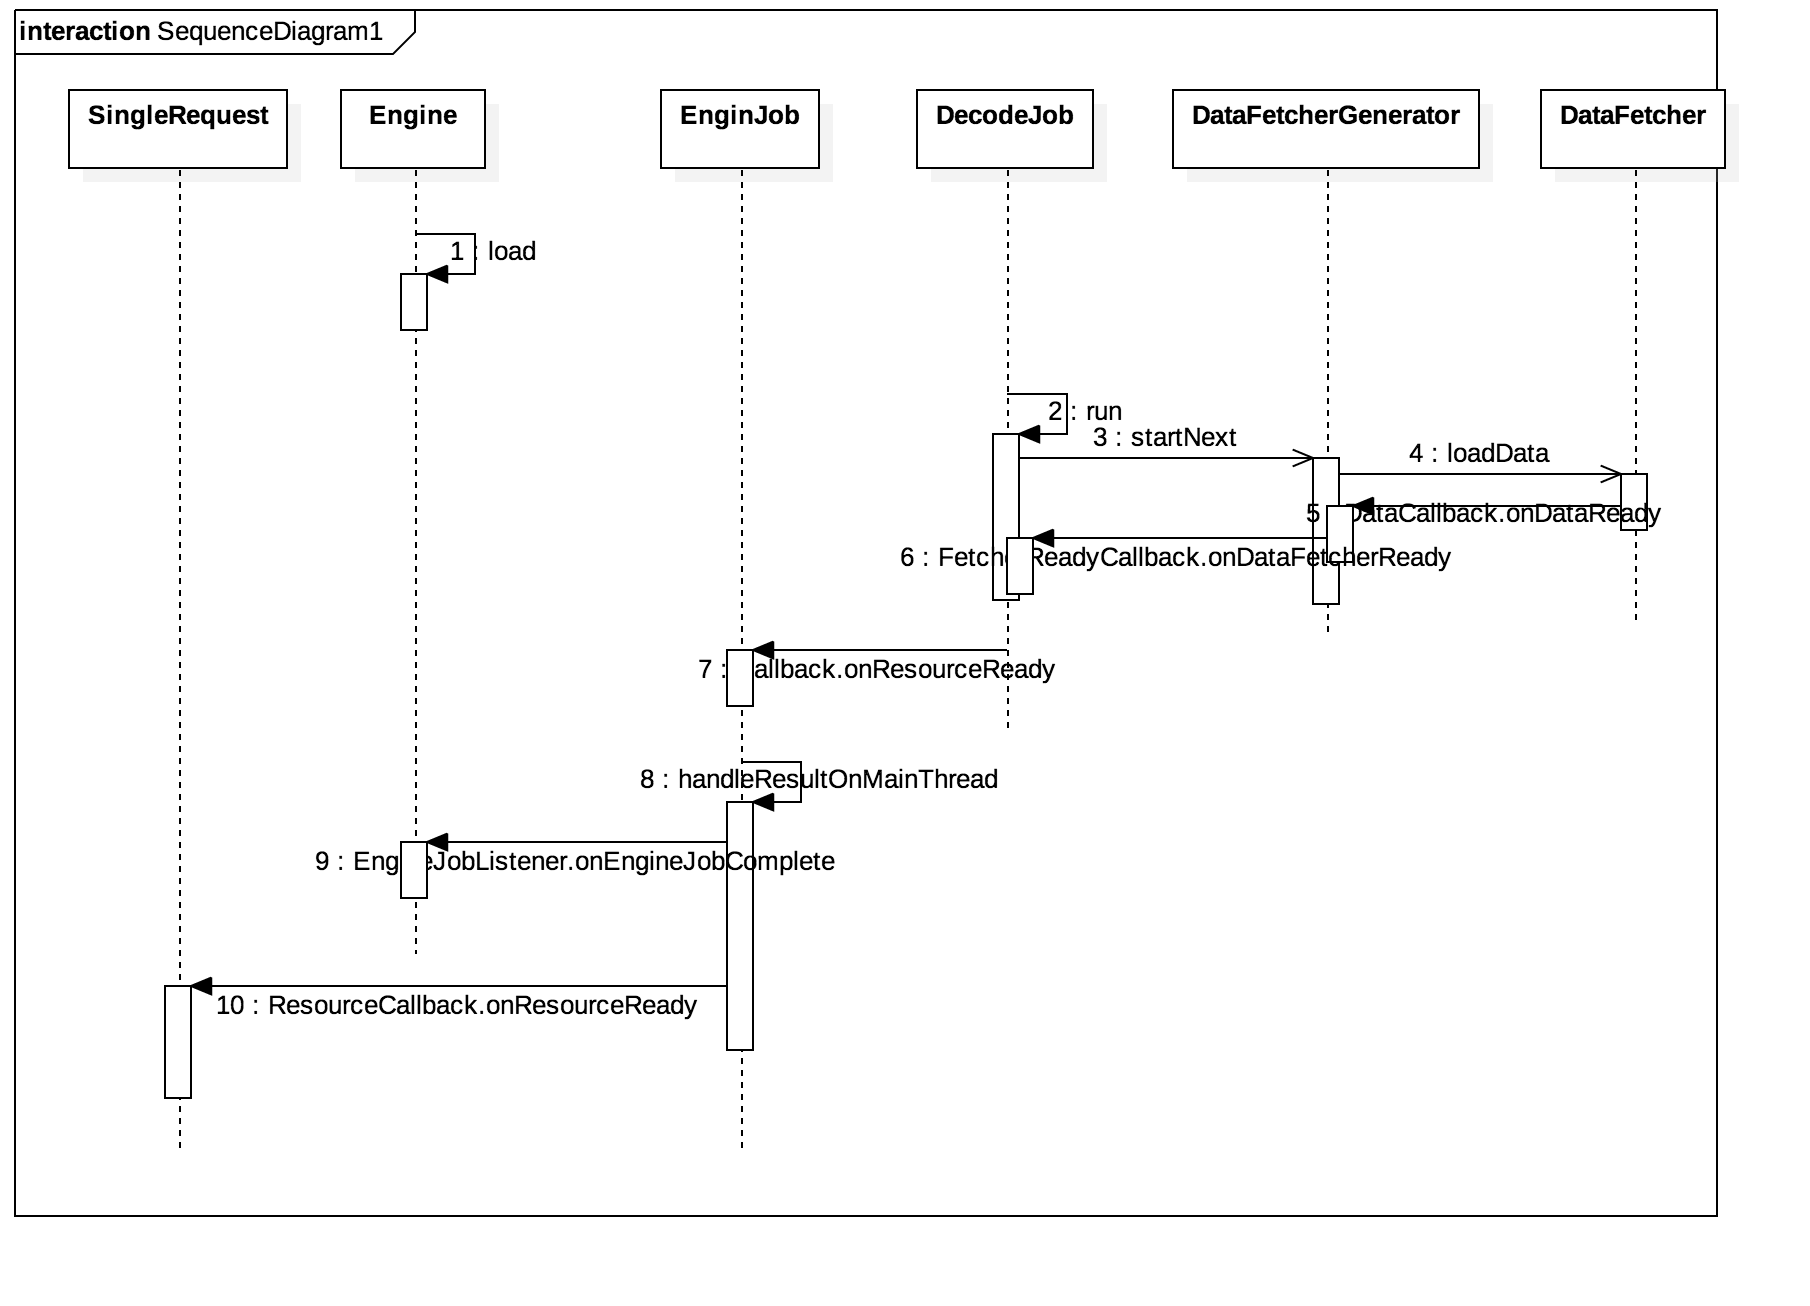 interaction SequenceDiagram1
SingleRequest
Engine
EnginJob
DecodeJob
DataFetcherGenerator
DataFetcher
1 : load
2 : run
3 : startNext
4 : loadData
5 : DataCallback.onDataReady
6 : FetcherReadyCallback.onDataFetcherReady
7 : Callback.onResourceReady
8 : handleResultOnMainThread
9 : EngineJobListener.onEngineJobComplete
10 : ResourceCallback.onResourceReady